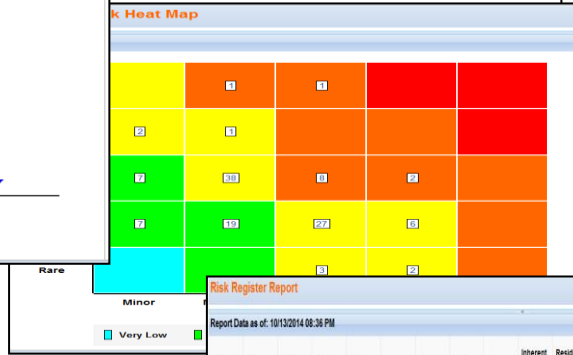 k Heat Map
1 1
2 1
7 38 8 2
7 19 27 6
Rare 3 2
Minor
Very Low
Risk Register Report
Report Data as of: 10/13/2014 08:36 PM
Inherent Resid